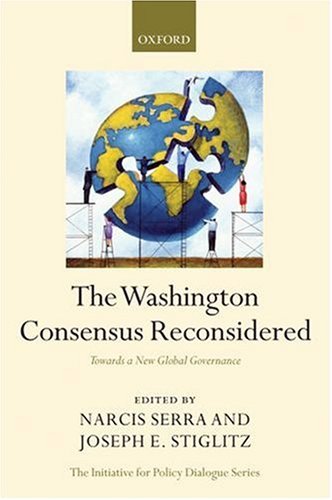 OXFORD
The Washington
Consensus Reconsidered
Towards a New Global Governance
EDITED BY
NARCIS SERRA AND
JOSEPH E. STIGLITZ
The Initiative for Policy Dialogue Series